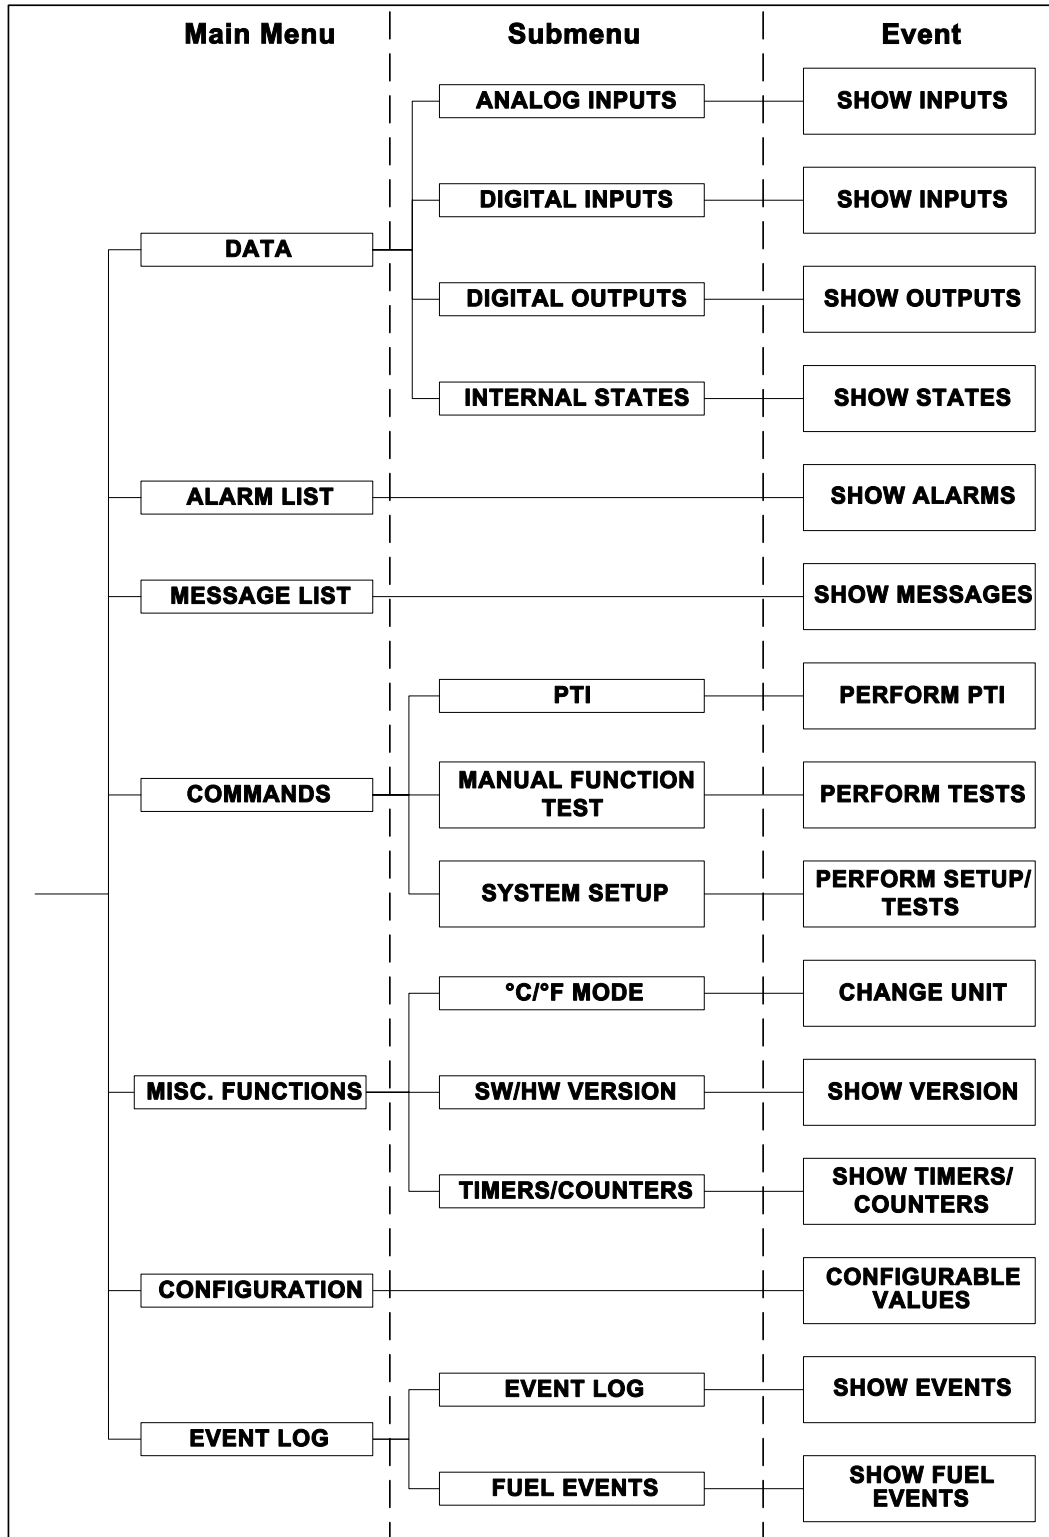 Main Menu
Submenu
Event
ANALOG INPUTS
SHOW INPUTS
DIGITAL INPUTS
SHOW INPUTS
DATA
DIGITAL OUTPUTS
SHOW OUTPUTS
INTERNAL STATES
SHOW STATES
ALARM LIST
SHOW ALARMS
MESSAGE LIST
SHOW MESSAGES
PTI
PERFORM PTI
COMMANDS
MANUAL FUNCTION
TEST
PERFORM TESTS
SYSTEM SETUP
PERFORM SETUP/
TESTS
°C/°F MODE
CHANGE UNIT
MISC. FUNCTIONS
SW/HW VERSION
SHOW VERSION
TIMERS/COUNTERS
SHOW TIMERS/
COUNTERS
CONFIGURATION
CONFIGURABLE
VALUES
EVENT LOG
SHOW EVENTS
EVENT LOG
FUEL EVENTS
SHOW FUEL
EVENTS